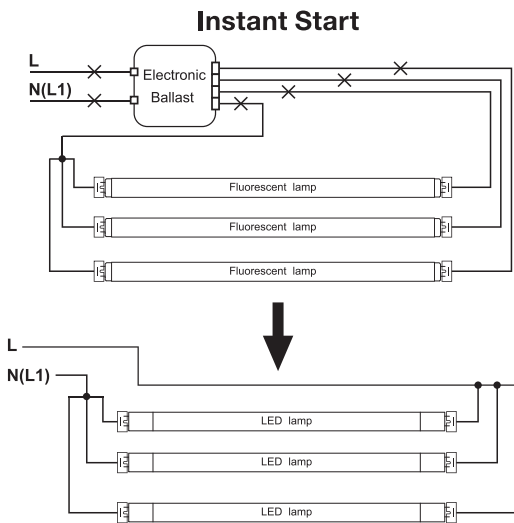 Instant Start
L
Electronic
N(L1)
Ballast
Fluorescent lamp
Fluorescent lamp
Fluorescent lamp
L
N(L1)
LED lamp
LED lamp
LED lamp